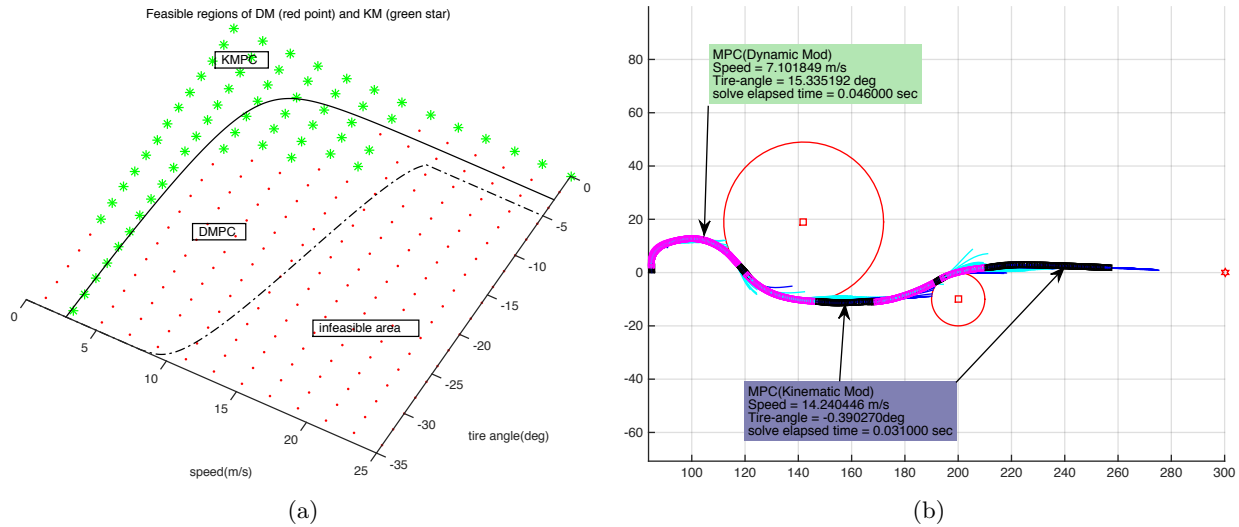 Feasible regions of DM (red point) and KM (green star)
KMPC
DMPC
infeasible area
0
5
10
15
20
25
speed(m/s)
0
-5
-10
-15
-20
-25
-30
-35
tire angle(deg)
(a)
MPC(Dynamic Mod)
Speed = 7.101849 m/s
Tire-angle = 15.335192 deg
solve elapsed time = 0.046000 sec
MPC(Kinematic Mod)
Speed = 14.240446 m/s
Tire-angle = -0.390270deg
solve elapsed time = 0.031000 sec
80
60
40
20
0
-20
-40
-60
100
120
140
160
180
200
220
240
260
280
300
(b)